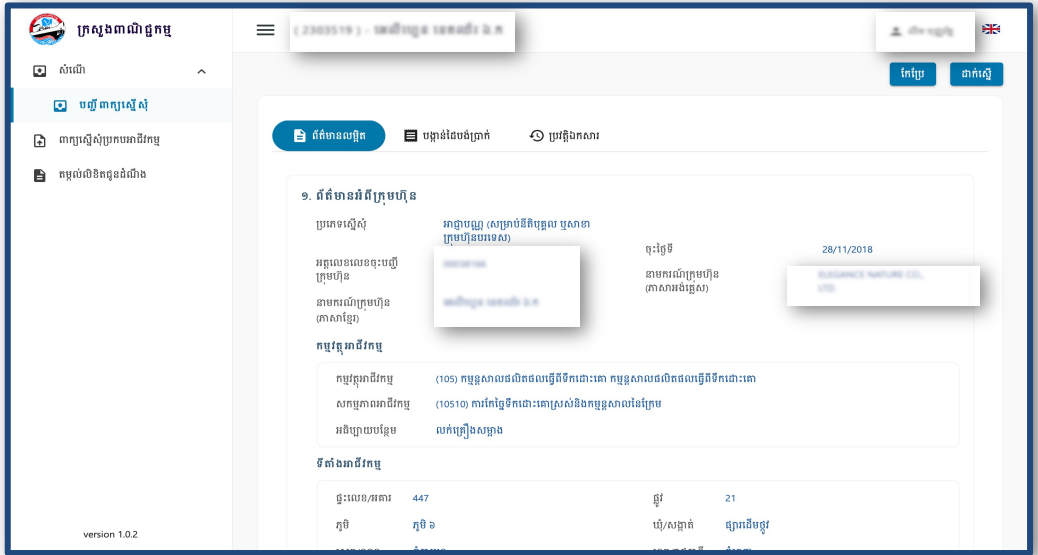 ក្រសួងពាណិជ្ជកម្ម
( 2303519 ) -
សំណើ
កែប្រែ
ដាក់ស្នើ
បញ្ជីពាក្យស្នើសុំ
ពាក្យស្នើសុំប្រកបអាជីវកម្ម
តម្កល់លិខិតជូនដំណឹង
ព័ត៌មានលម្អិត
បង្កាន់ដៃបង់ប្រាក់
ប្រវត្តិឯកសារ
១. ព័ត៌មានអំពីក្រុមហ៊ុន
ប្រភេទស្នើសុំ
អាជ្ញាបណ្ណ (សម្រាប់នីតិបុគ្គល ឬសាខា
ក្រុមហ៊ុនបរទេស)
ចុះថ្ងៃទី
28/11/2018
អត្តលេខលេខចុះបញ្ជី
ក្រុមហ៊ុន
00038166
នាមករណ៍ក្រុមហ៊ុន
(ភាសាអង់គ្លេស)
ELEGANCE NATURE CO.,
LTD.
នាមករណ៍ក្រុមហ៊ុន
(ភាសាខ្មែរ)
កម្មវត្ថុអាជីវកម្ម
កម្មវត្ថុអាជីវកម្ម
(105) កម្មន្តសាលផលិតផលធ្វើពីទឹកដោះគោ កម្មន្តសាលផលិតផលធ្វើពីទឹកដោះគោ
សកម្មភាពអាជីវកម្ម
(10510) ការកែច្នៃទឹកដោះគោស្រស់និងកម្មន្តសាលនៃក្រែម
អធិប្បាយបន្ថែម
លក់គ្រឿងសម្អាង
ទីតាំងអាជីវកម្ម
ផ្ទះលេខ/អគារ
447
ផ្លូវ
21
ភូមិ
ភូមិ ៦
ឃុំ/សង្កាត់
ផ្សារដើមថ្កូវ
version 1.0.2